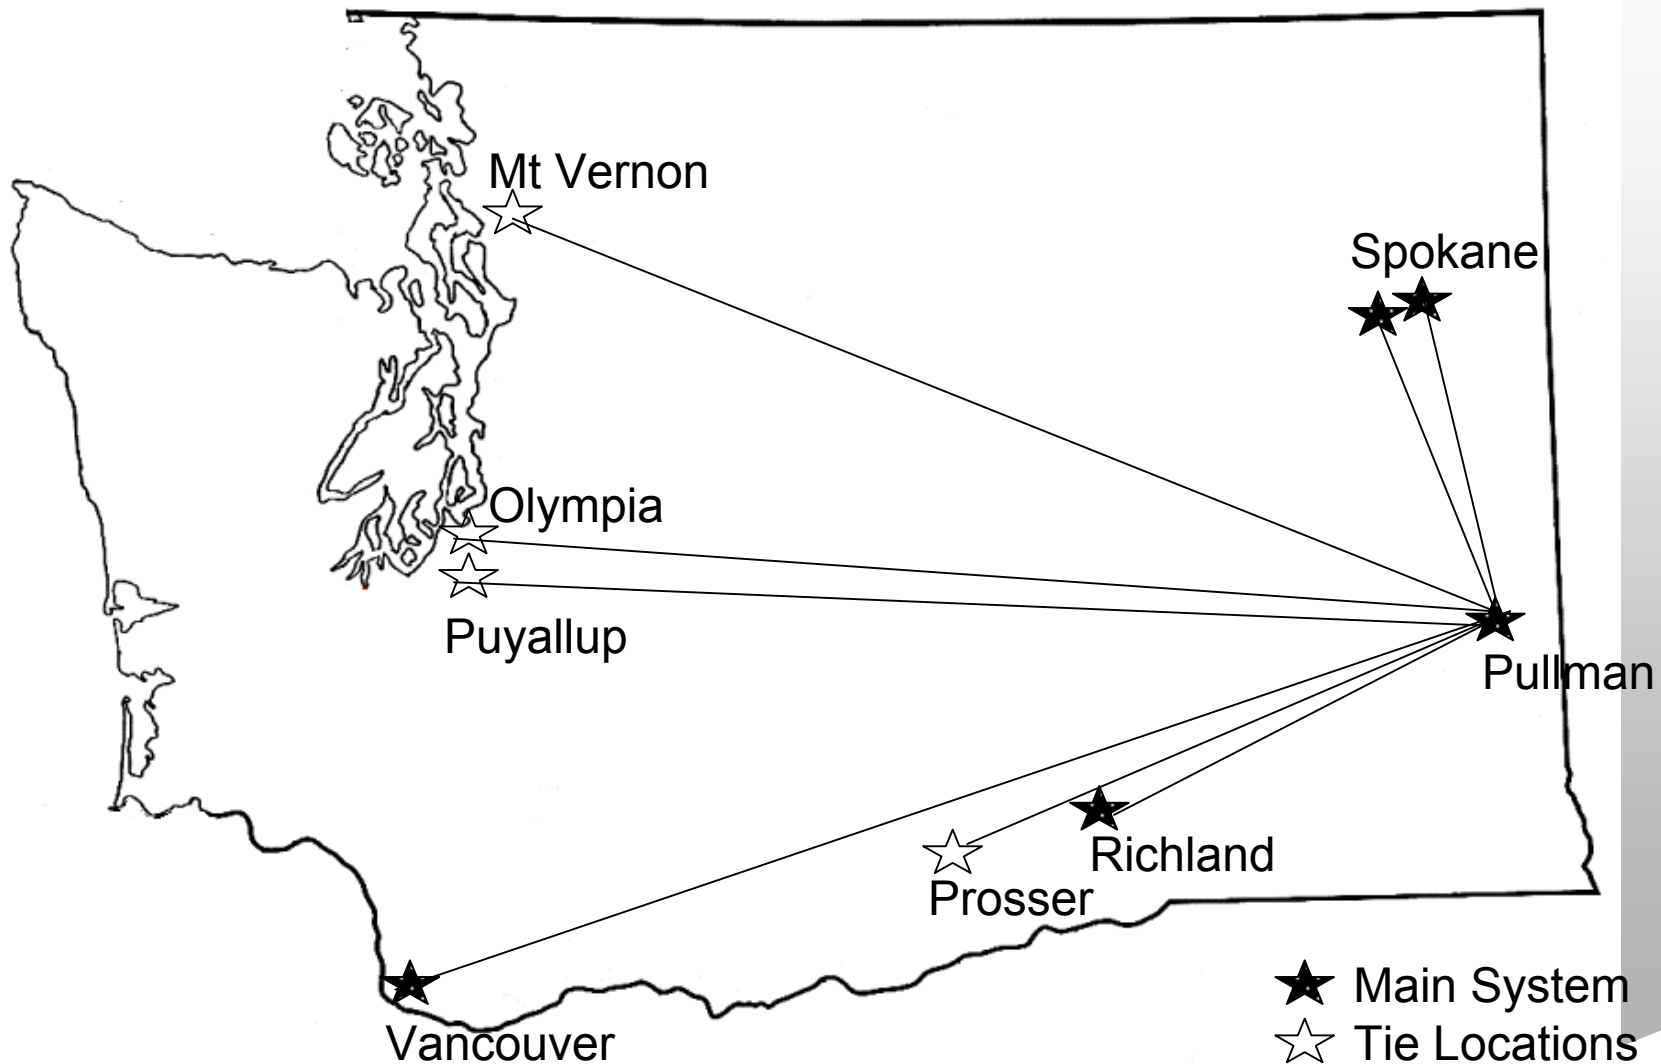 Mt Vernon
Spokane
Olympia
Puyallup
Pullman
Richland
Prosser
Vancouver
Main System
Tie Locations